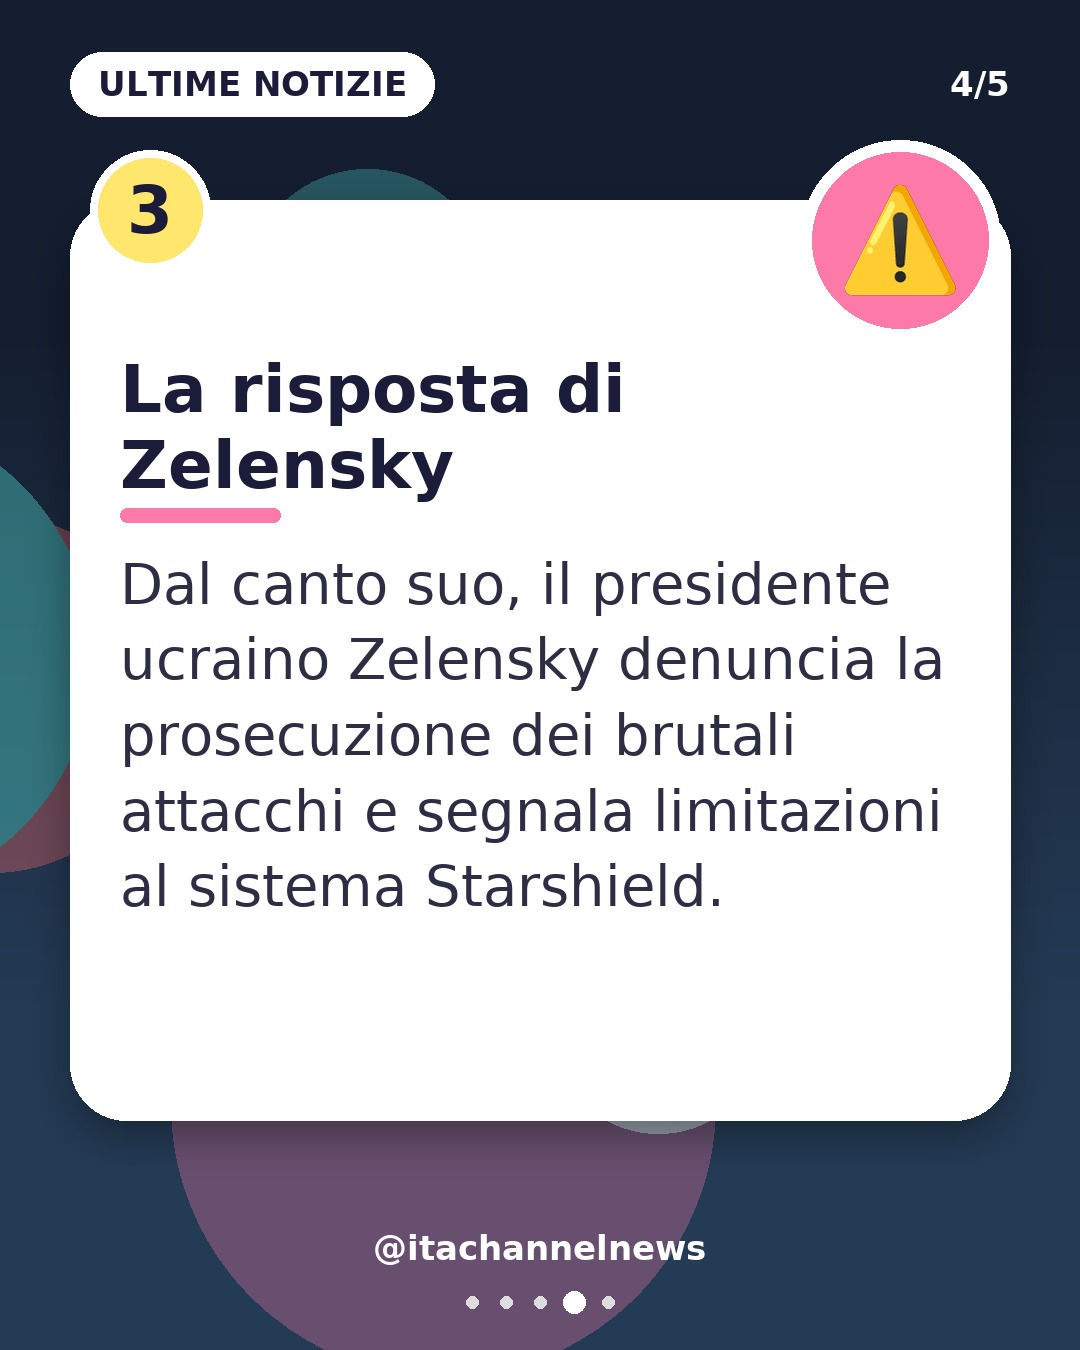 ULTIME NOTIZIE
4/5
3
La risposta di
Zelensky
Dal canto suo, il presidente
ucraino Zelensky denuncia la
prosecuzione dei brutali
attacchi e segnala limitazioni
al sistema Starshield.
@itachannelnews